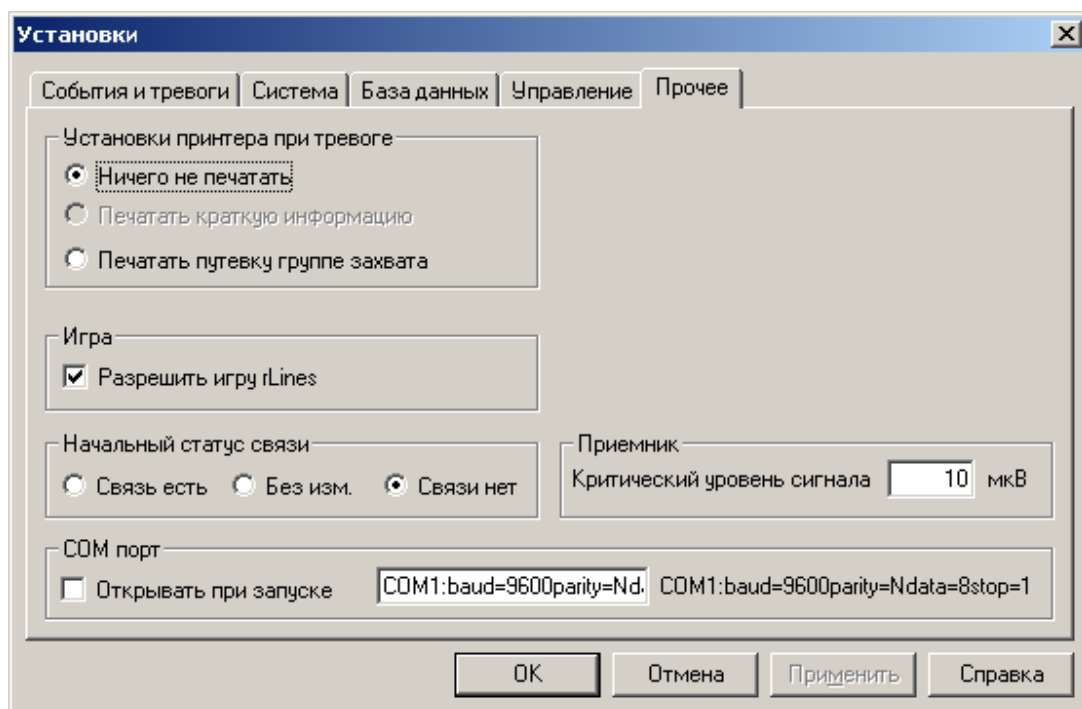 Установки
События и тревоги Система База данных Управление Прочее
Установки принтера при тревоге
Ничего не печатать
Печатать краткую информацию
Печатать путевку группе захвата
Игра
Разрешить игру rLines
Начальный статус связи
Связь есть Без изм. Связи нет
Приемник
Критический уровень сигнала 10 мкВ
COM порт
Открывать при запуске COM1:baud=9600parity=Nd COM1:baud=9600parity=Ndata=8stop=1
OK Отмена Применить Справка